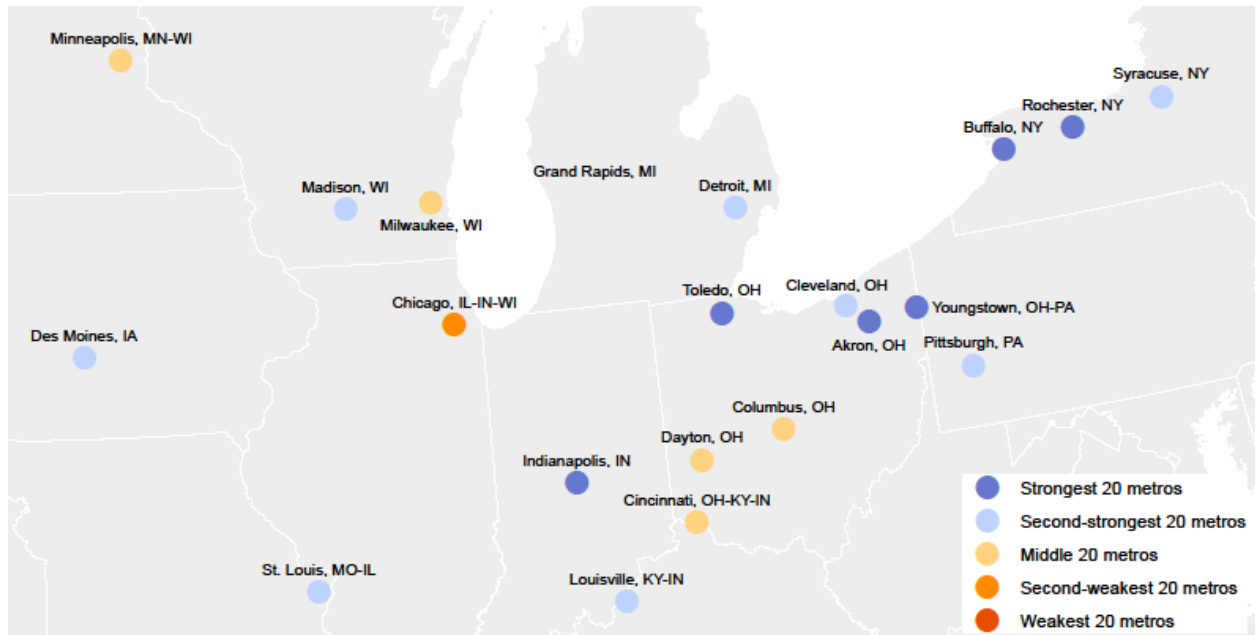 Minneapolis, MN-WI
Syracuse, NY
Rochester, NY
Buffalo, NY
Grand Rapids, MI
Madison, WI
Detroit, MI
Milwaukee, WI
Cleveland, OH
Toledo, OH
Chicago, IL-IN-WI
Youngstown, OH-PA
Des Moines, IA
Akron, OH
Pittsburgh, PA
Columbus, OH
Dayton, OH
Indianapolis, IN
Cincinnati, OH-KY-IN
St. Louis, MO-IL
Louisville, KY-IN
Strongest 20 metros
Second-strongest 20 metros
Middle 20 metros
Second-weakest 20 metros
Weakest 20 metros